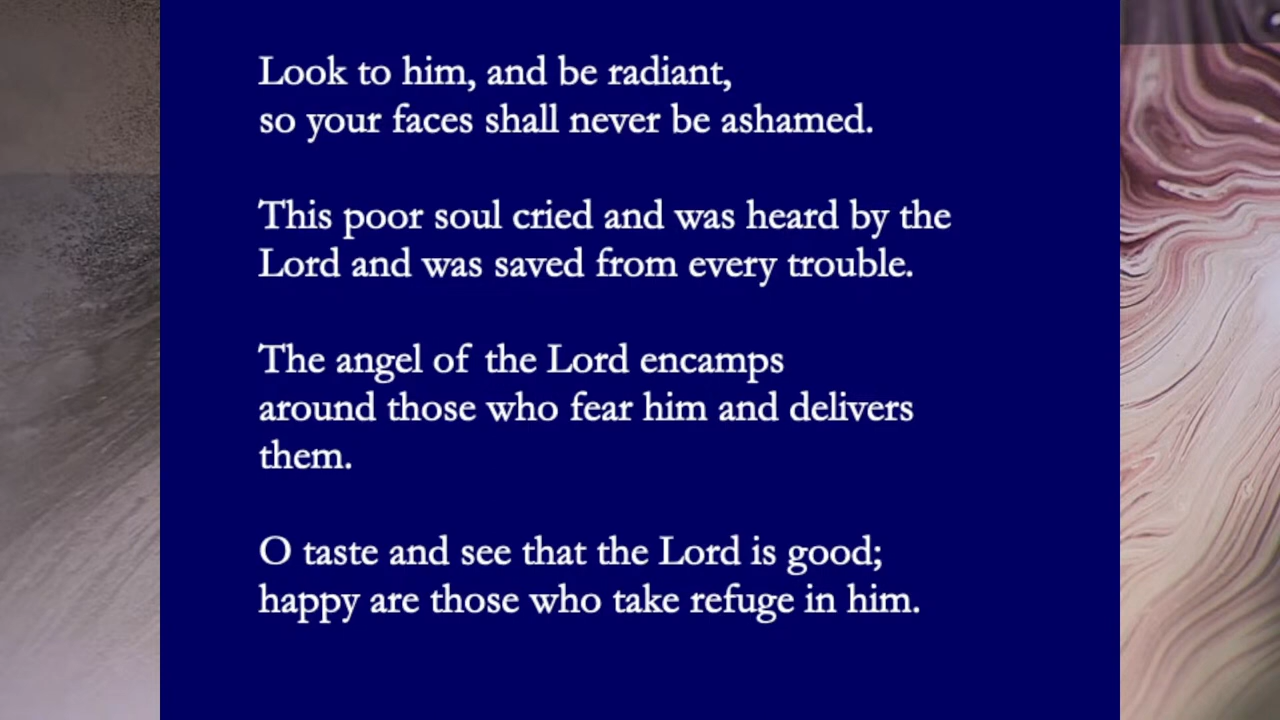 Look to him, and be radiant,
so your faces shall never be ashamed.
This poor soul cried and was heard by the
Lord and was saved from every trouble.
The angel of the Lord encamps
around those who fear him and delivers
them.
O taste and see that the Lord is good;
happy are those who take refuge in him.